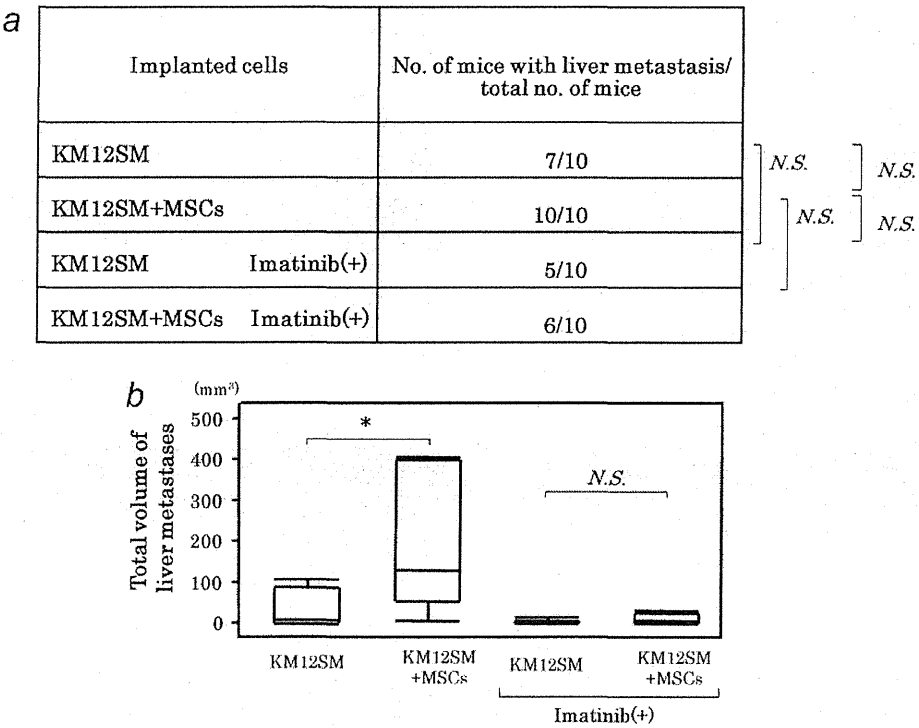 a
Implanted cells
No. of mice with liver metastasis/
total no. of mice
KM12SM 7/10
KM12SM+MSCs 10/10
KM12SM Imatinib(+) 5/10
KM12SM+MSCs Imatinib(+) 6/10
N.S.
N.S.
N.S.
N.S.
b
(mm³)
Total volume of
liver metastases
500
400
300
200
100
0
*
N.S.
KM12SM
KM12SM
+MSCs
KM12SM
KM12SM
+MSCs
Imatinib(+)